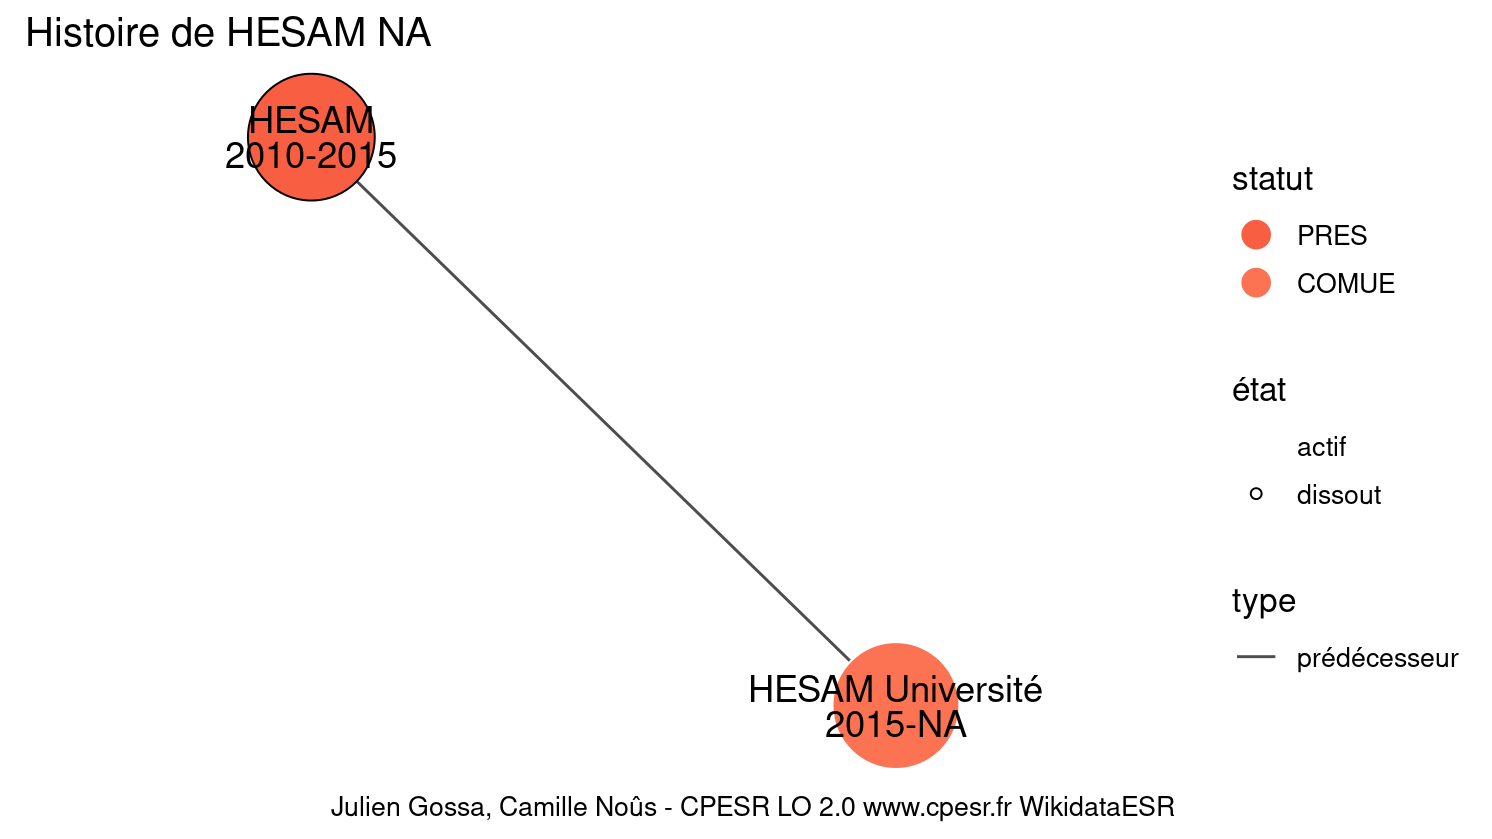 Histoire de HESAM NA
HESAM
2010-2015
statut
PRES
COMUE
état
actif
dissout
type
prédécesseur
HESAM Université
2015-NA
Julien Gossa, Camille Noûs - CPESR LO 2.0 www.cpesr.fr WikidataESR